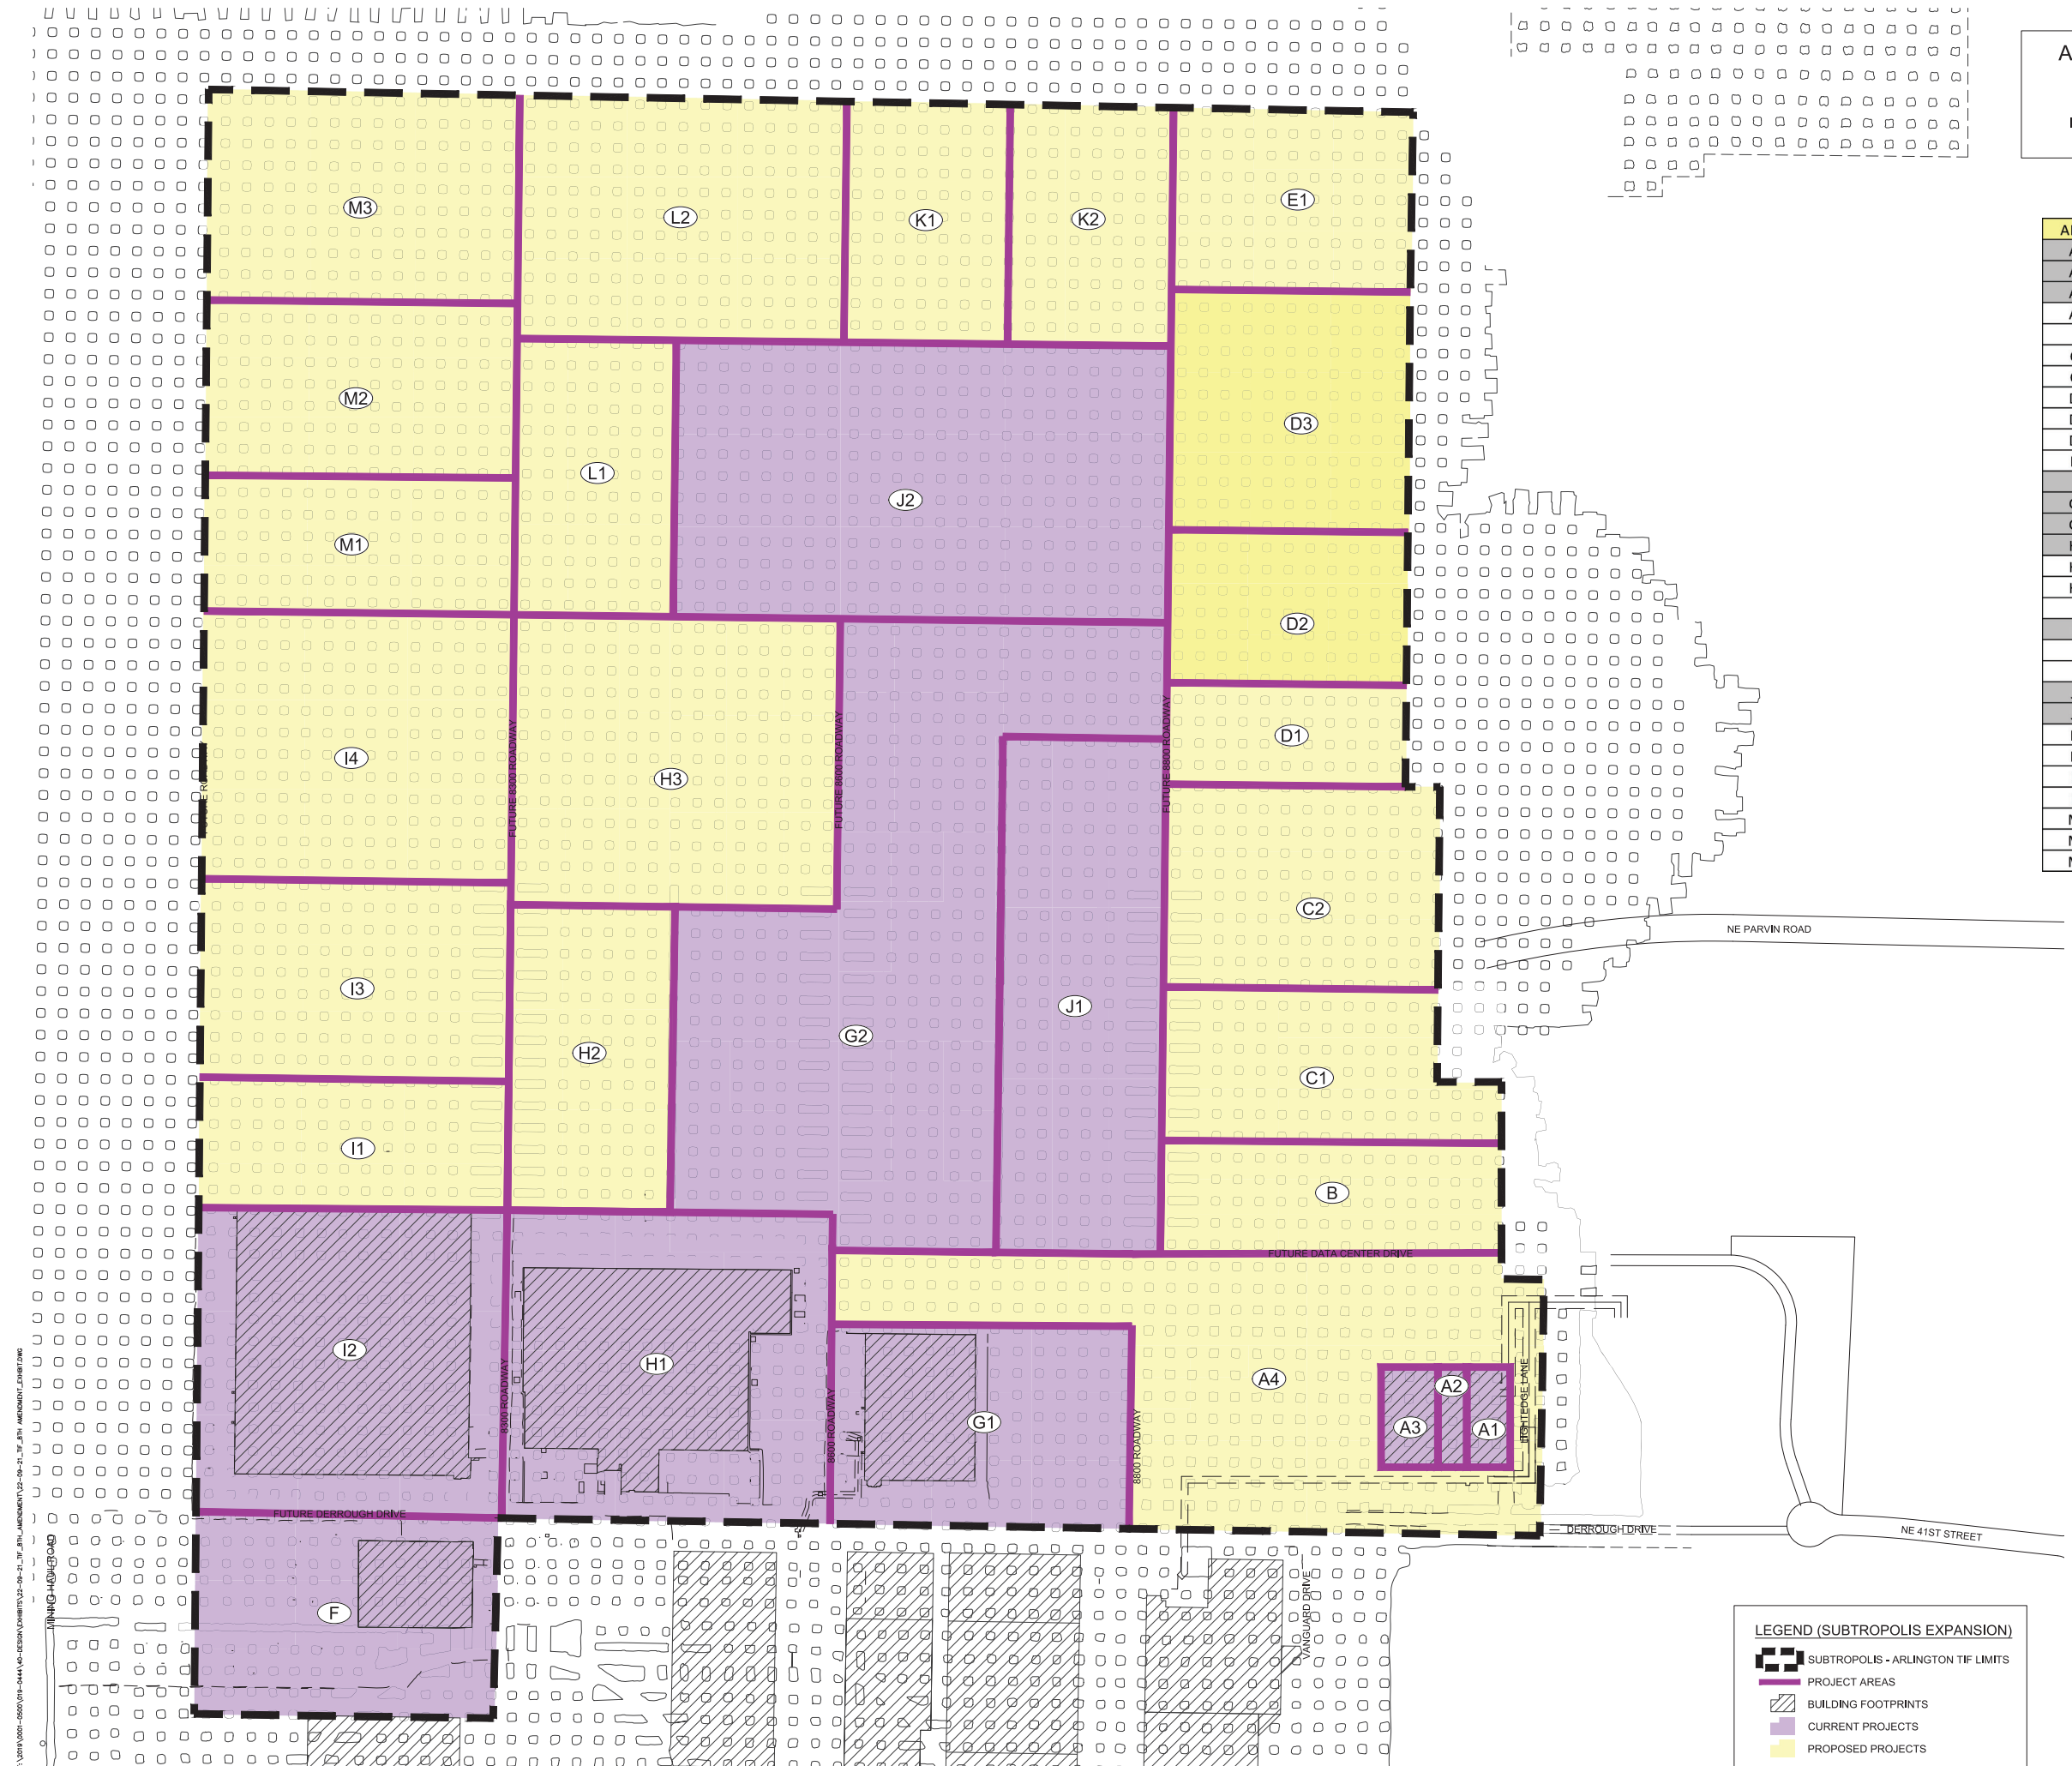 M3
L2
K1
K2
E1
M2
L1
J2
D3
M1
D2
I4
H3
D1
FUTURE 8300 ROADWAY
FUTURE 8600 ROADWAY
FUTURE 8800 ROADWAY
C2
NE PARVIN ROAD
I3
H2
G2
J1
C1
I1
B
FUTURE DATA CENTER DRIVE
I2
H1
G1
A4
A3
A2
A1
8300 ROADWAY
8600 ROADWAY
8800 ROADWAY
LIGHTEDGE LANE
FUTURE DERROUGH DRIVE
DERROUGH DRIVE
NE 41ST STREET
MINING HAUL ROAD
F
VANGUARD DRIVE
LEGEND (SUBTROPOLIS EXPANSION)
SUBTROPOLIS - ARLINGTON TIF LIMITS
PROJECT AREAS
BUILDING FOOTPRINTS
CURRENT PROJECTS
PROPOSED PROJECTS